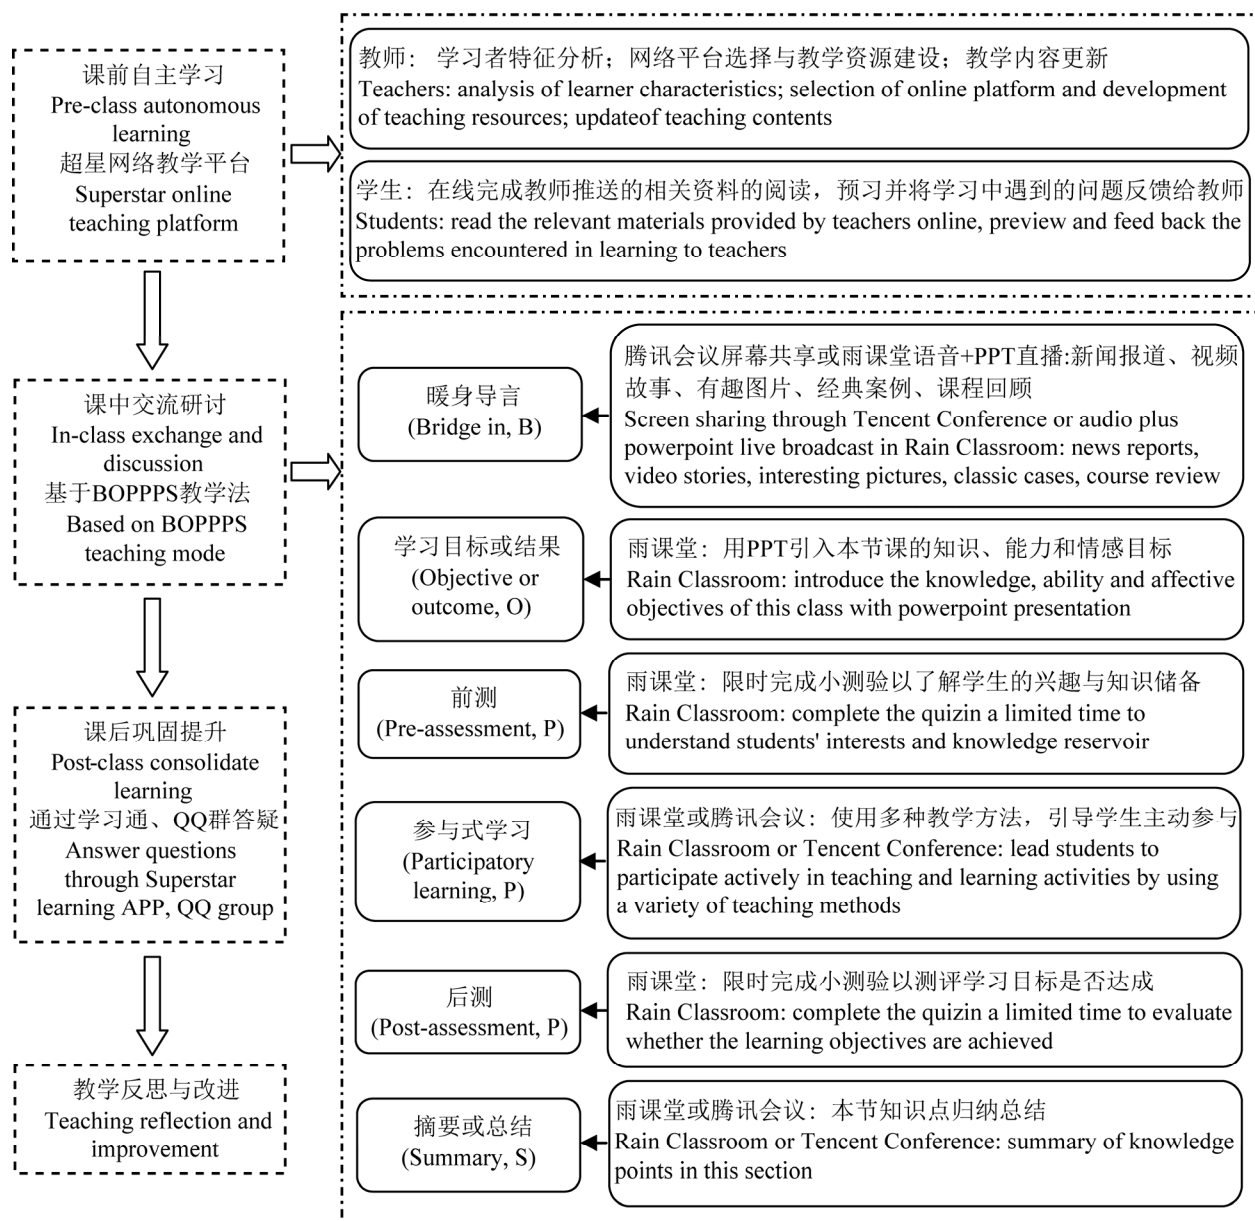 课前自主学习
Pre-class autonomous
learning
超星网络教学平台
Superstar online
teaching platform
教师： 学习者特征分析；网络平台选择与教学资源建设；教学内容更新
Teachers: analysis of learner characteristics; selection of online platform and development
of teaching resources; updateof teaching contents
学生：在线完成教师推送的相关资料的阅读，预习并将学习中遇到的问题反馈给教师
Students: read the relevant materials provided by teachers online, preview and feed back the
problems encountered in learning to teachers
课中交流研讨
In-class exchange and
discussion
基于BOPPPS教学法
Based on BOPPPS
teaching mode
暖身导言
(Bridge in, B)
腾讯会议屏幕共享或雨课堂语音+PPT直播:新闻报道、视频
故事、有趣图片、经典案例、课程回顾
Screen sharing through Tencent Conference or audio plus
powerpoint live broadcast in Rain Classroom: news reports,
video stories, interesting pictures, classic cases, course review
学习目标或结果
(Objective or
outcome, O)
雨课堂：用PPT引入本节课的知识、能力和情感目标
Rain Classroom: introduce the knowledge, ability and affective
objectives of this class with powerpoint presentation
前测
(Pre-assessment, P)
雨课堂：限时完成小测验以了解学生的兴趣与知识储备
Rain Classroom: complete the quizin a limited time to
understand students' interests and knowledge reservoir
课后巩固提升
Post-class consolidate
learning
通过学习通、QQ群答疑
Answer questions
through Superstar
learning APP, QQ group
参与式学习
(Participatory
learning, P)
雨课堂或腾讯会议：使用多种教学方法，引导学生主动参与
Rain Classroom or Tencent Conference: lead students to
participate actively in teaching and learning activities by using
a variety of teaching methods
后测
(Post-assessment, P)
雨课堂：限时完成小测验以测评学习目标是否达成
Rain Classroom: complete the quizin a limited time to evaluate
whether the learning objectives are achieved
教学反思与改进
Teaching reflection and
improvement
摘要或总结
(Summary, S)
雨课堂或腾讯会议：本节知识点归纳总结
Rain Classroom or Tencent Conference: summary of knowledge
points in this section